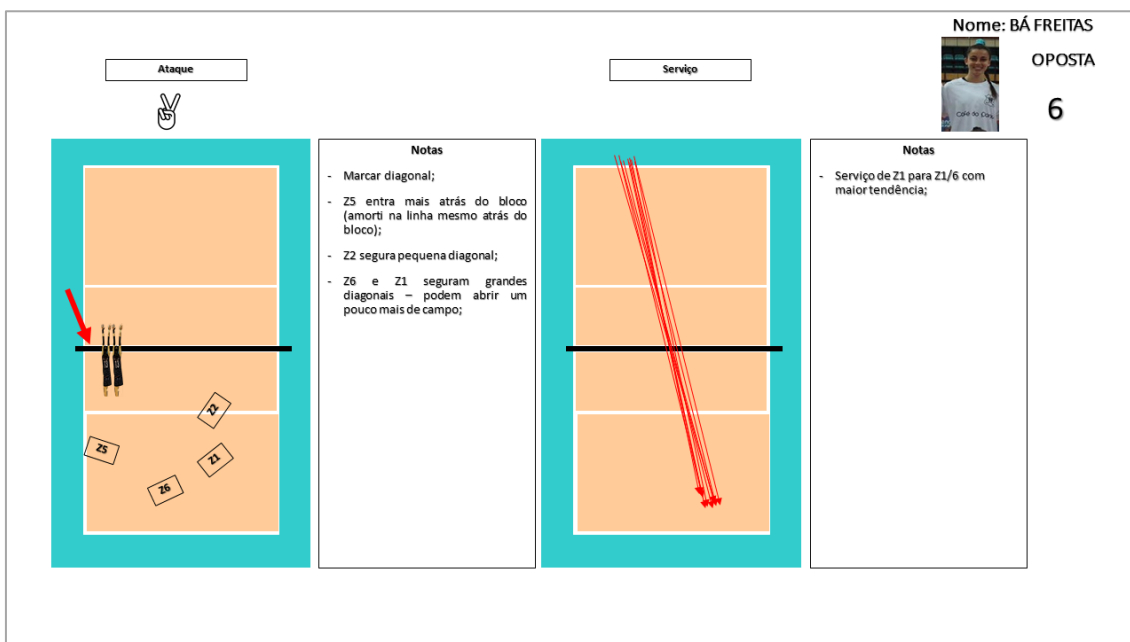 Nome: BÁ FREITAS
OPOSTA
6
Ataque
Serviço
Notas
- Marcar diagonal;
- Z5 entra mais atrás do bloco
(amorti na linha mesmo atrás do
bloco);
- Z2 segura pequena diagonal;
- Z6 e Z1 seguram grandes
diagonais – podem abrir um
pouco mais de campo;
Z2
Z5
Z1
Z6
Notas
- Serviço de Z1 para Z1/6 com
maior tendência;